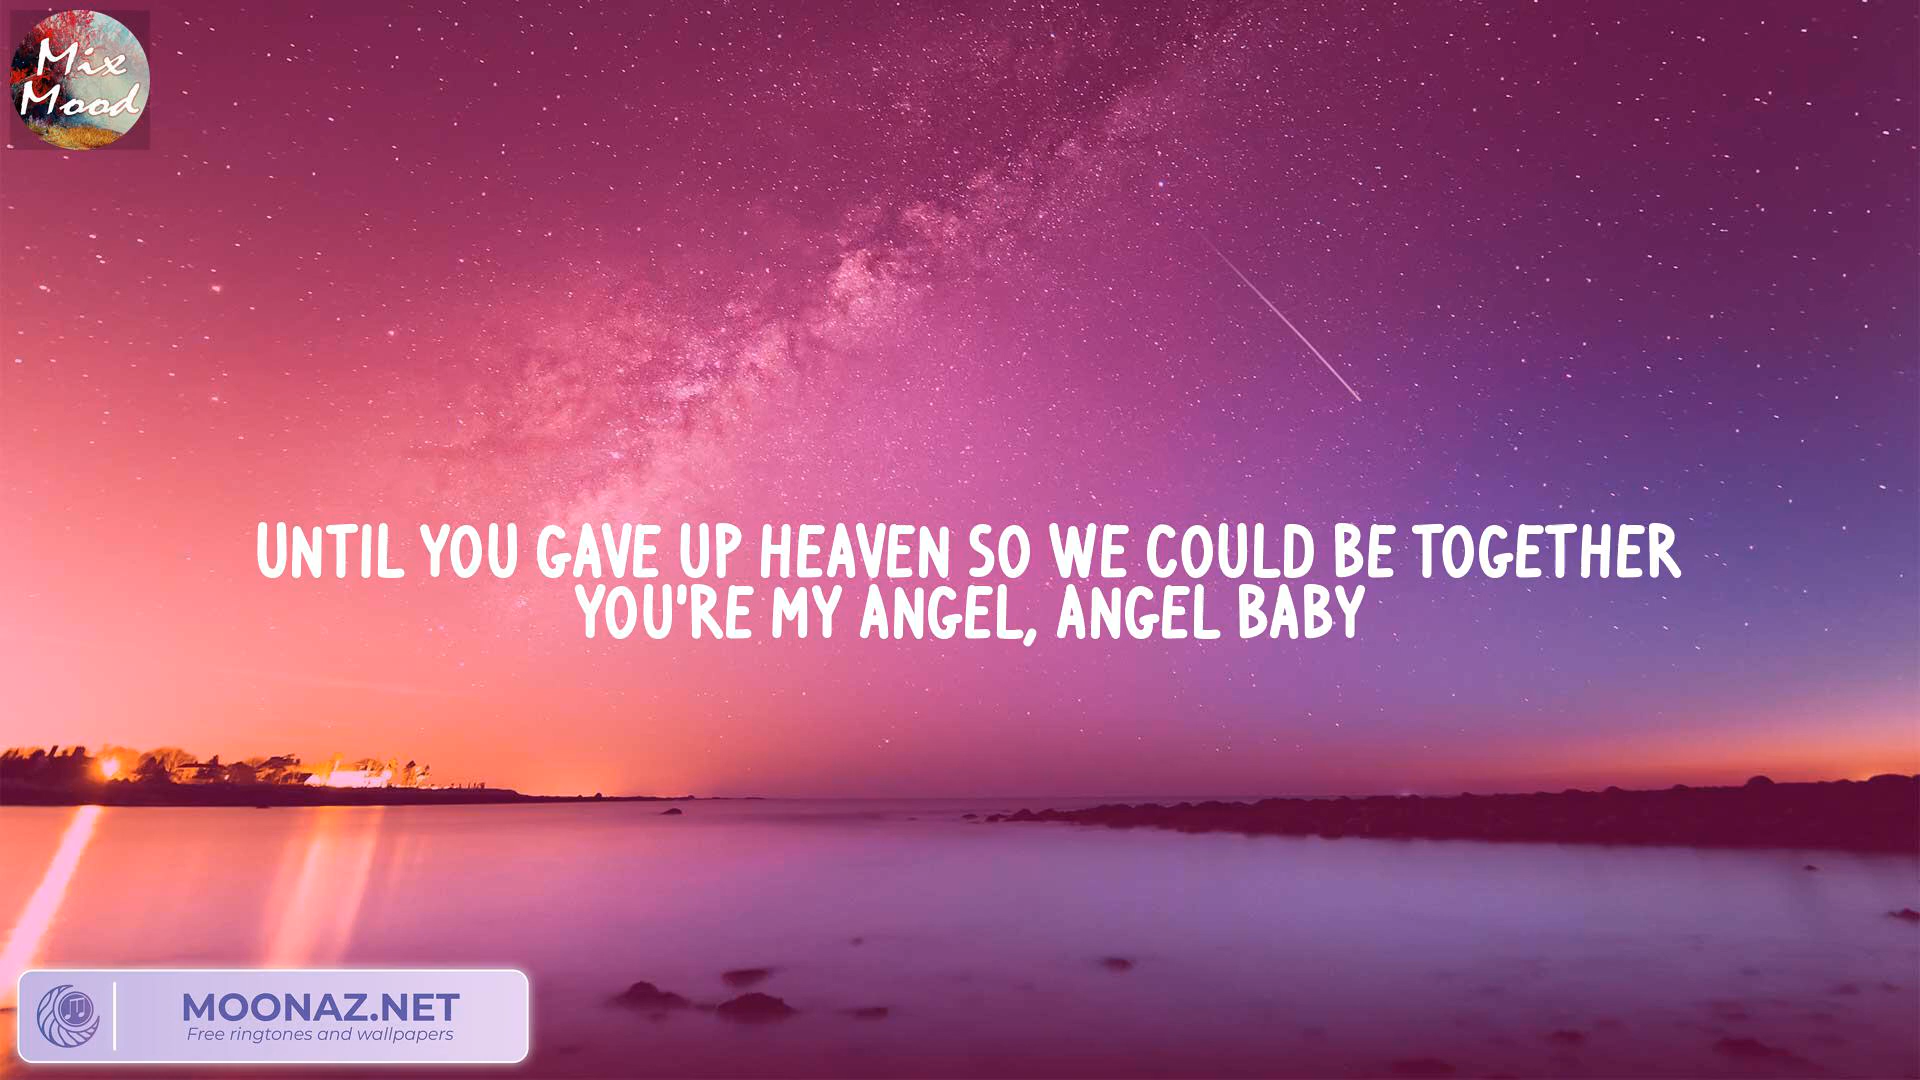 Mix
Mood
UNTIL YOU GAVE UP HEAVEN SO WE COULD BE TOGETHER
YOU'RE MY ANGEL, ANGEL BABY
MOONAZ.NET
Free ringtones and wallpapers